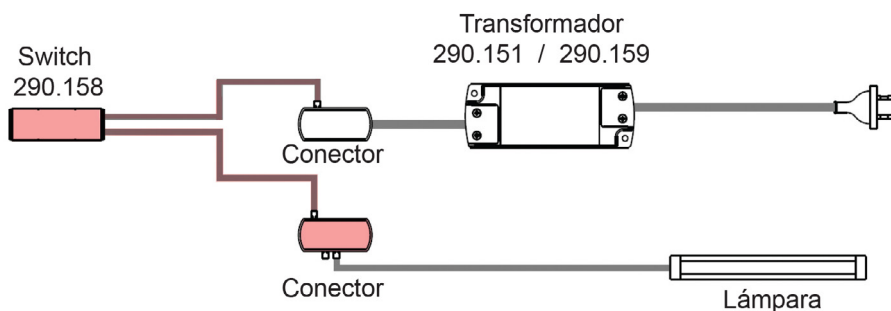 Transformador
290.151 / 290.159
Switch
290.158
Conector
Conector
Lámpara